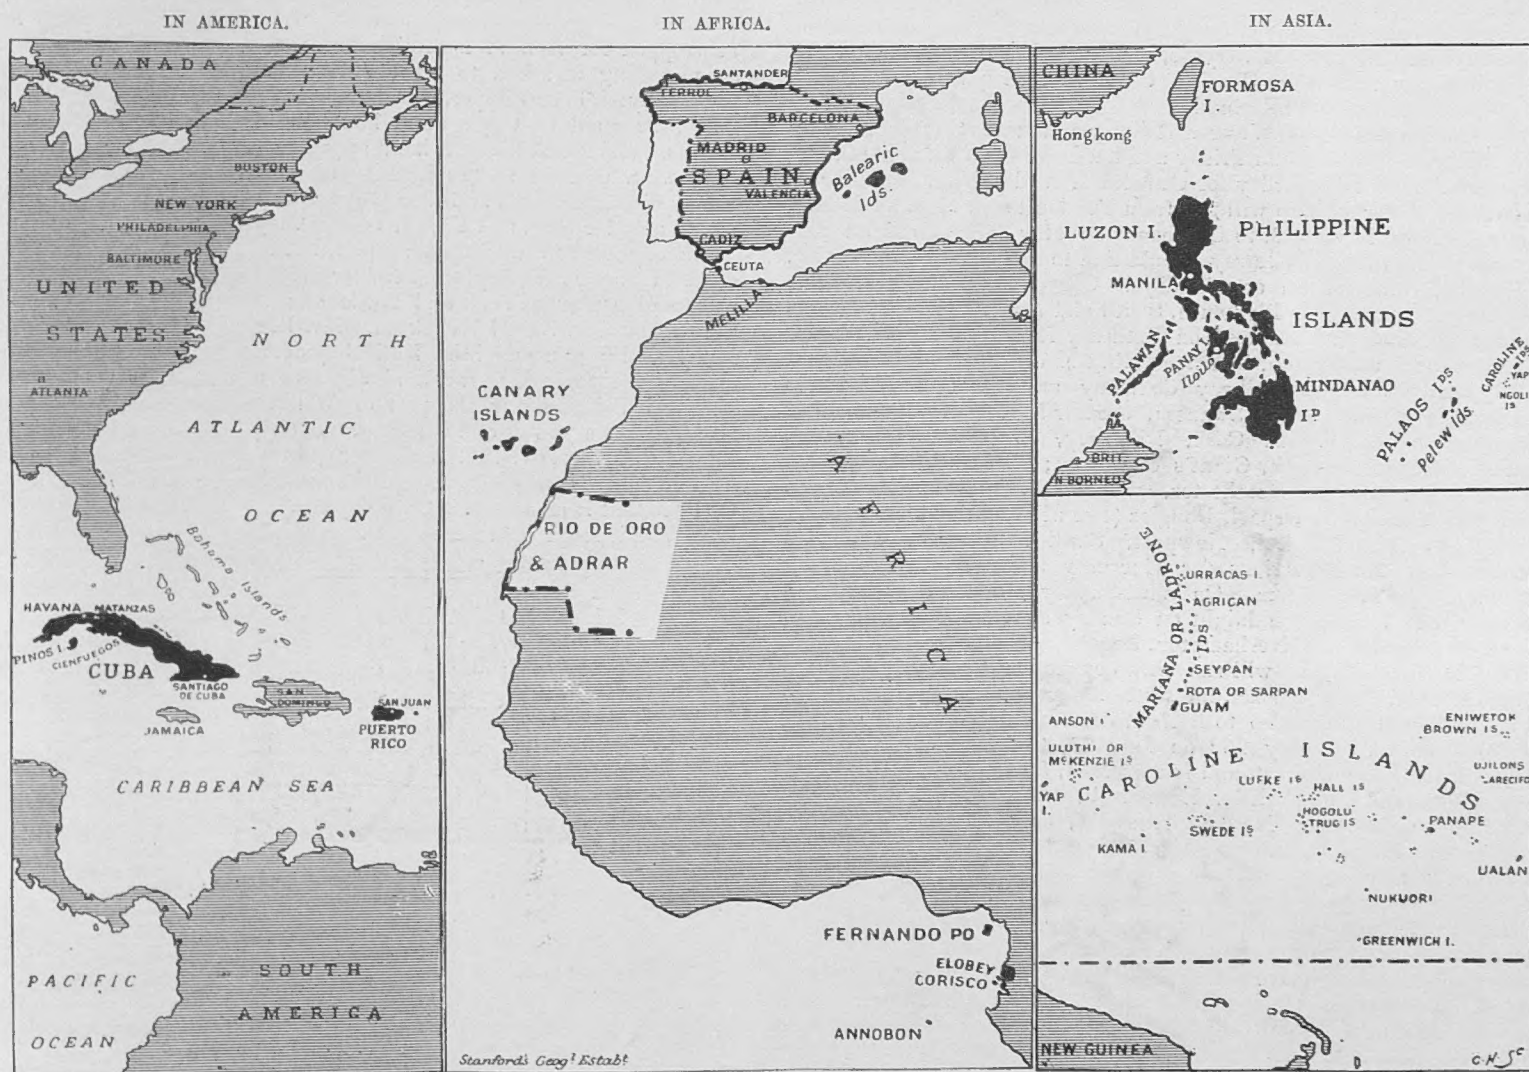 IN AMERICA.
IN AFRICA.
IN ASIA.
CANADA
BOSTON
NEW YORK
PHILADELPHIA
BALTIMORE
UNITED
STATES
ATLANTA
NORTH
ATLANTIC
OCEAN
Bahama Islands
HAVANA
MATANZAS
PINOS I.
CIENFUEGOS
CUBA
SANTIAGO
DE CUBA
SAN
DOMINGO
SAN JUAN
JAMAICA
PUERTO
RICO
CARIBBEAN SEA
PACIFIC
OCEAN
SOUTH
AMERICA
SANTANDER
FERROL
BARCELONA
MADRID
SPAIN
VALENCIA
Balearic
Ids.
CADIZ
CEUTA
MELILLA
CANARY
ISLANDS
RIO DE ORO
& ADRAR
AFRICA
FERNANDO PO
ELOBEY
CORISCO
ANNOBON
Stanford's Geogl Estabt
CHINA
FORMOSA
I.
Hong kong
LUZON I.
PHILIPPINE
MANILA
ISLANDS
PALAWAN
PANAY I.
Iloilo
MINDANAO
ID
PALAOS IDS
Pelew Ids.
CAROLINE
IDS
YAP
NGOLI
IS
BRIT.
N BORNEO
MARIANA OR LADRONE
IDS
URRACAS I.
AGRICAN
SEYPAN
ROTA OR SARPAN
GUAM
ANSON I
ENIWETOK
BROWN IS
ULUTHI OR
McKENZIE IS
CAROLINE ISLANDS
UJILONS
ARECIFO
LUFKE IS
HALL IS
YAP
I.
HOGOLU
TRUG IS
SWEDE IS
PANAPE
KAMA I.
UALAN
NUKUORI
GREENWICH I.
NEW GUINEA
C.H. Sc